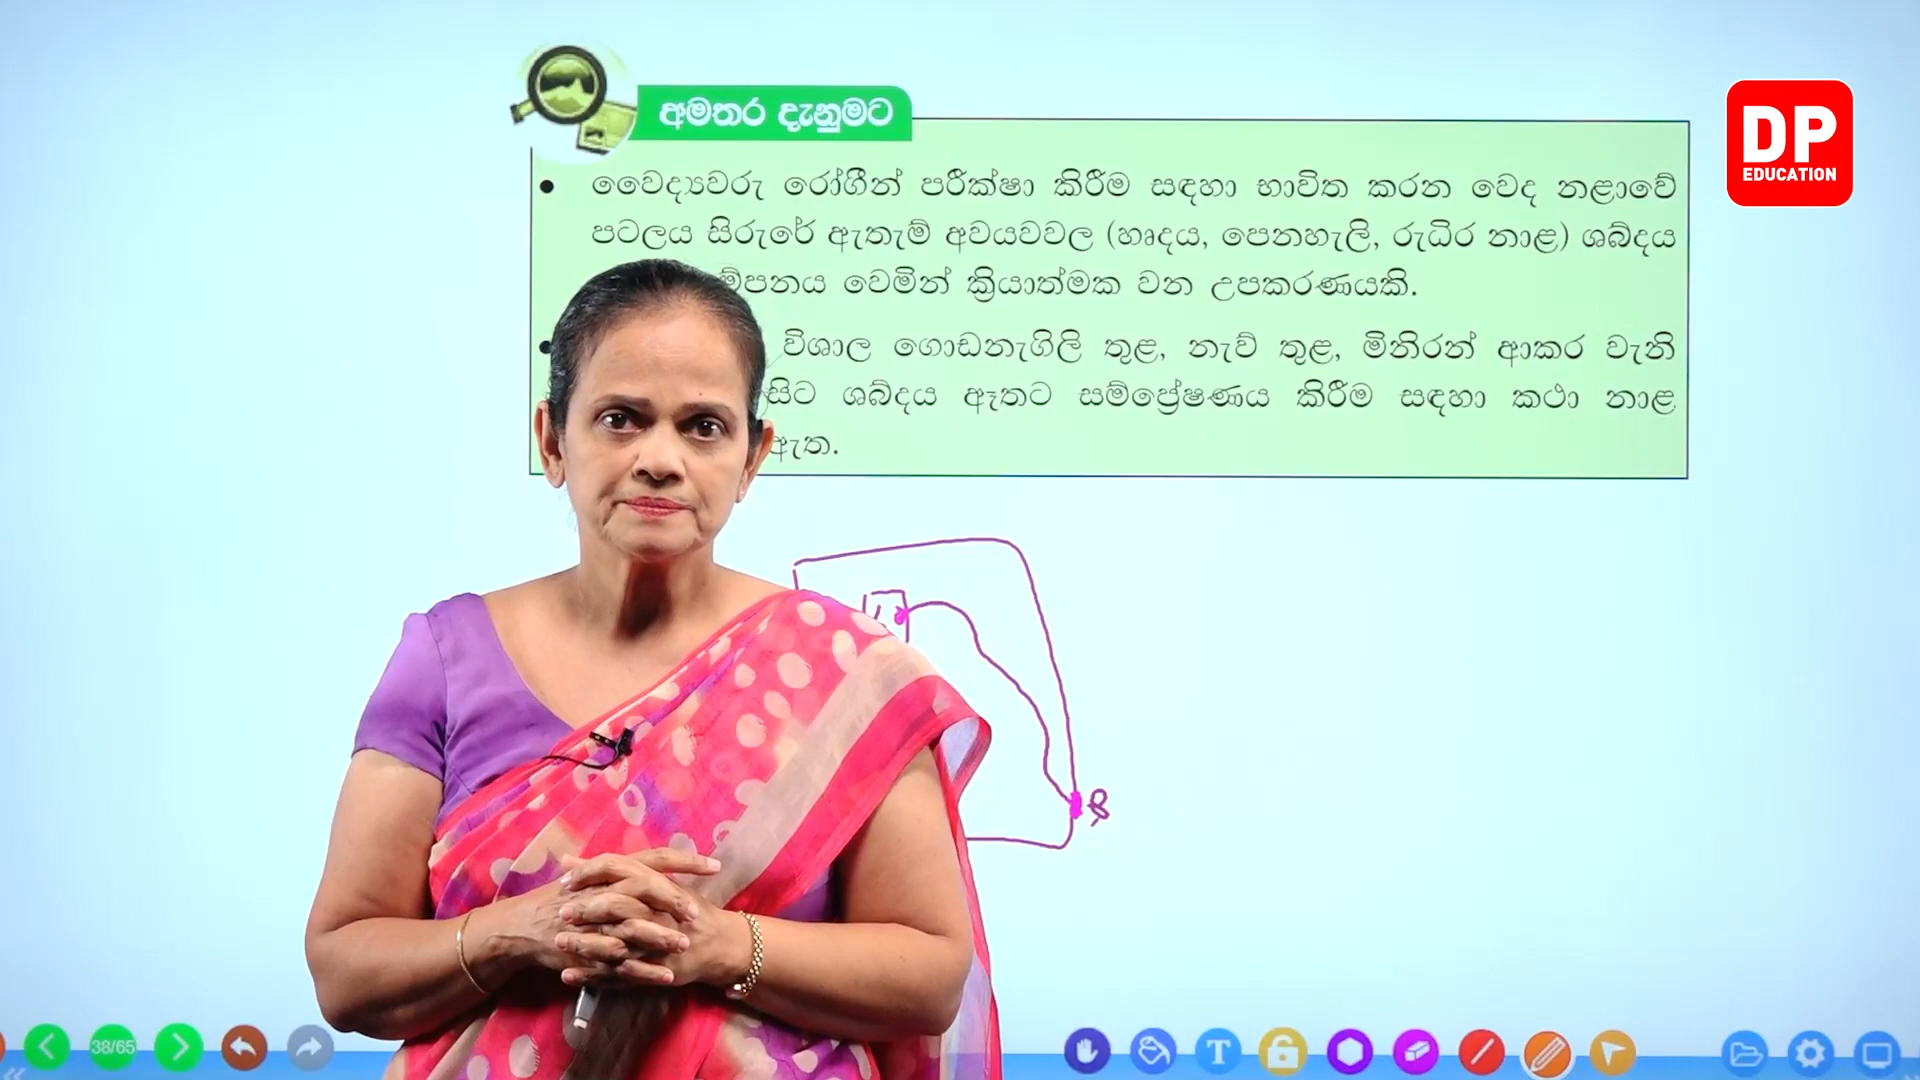 අමතර දැනුමට
DP
EDUCATION
● වෛද්‍යවරු රෝගීන් පරීක්ෂා කිරීම සඳහා භාවිත කරන වෙද නළාවේ
පටලය සිරුරේ ඇතැම් අවයවවල (හෘදය, පෙනහැලි, රුධිර නාළ) ශබ්දය
ම්පනය වෙමින් ක්‍රියාත්මක වන උපකරණයකි.
● විශාල ගොඩනැගිලි තුළ, නැව් තුළ, මිනිරන් ආකර වැනි
සිට ශබ්දය ඈතට සම්ප්‍රේෂණය කිරීම සඳහා කථා නාළ
ඇත.
38/65
T